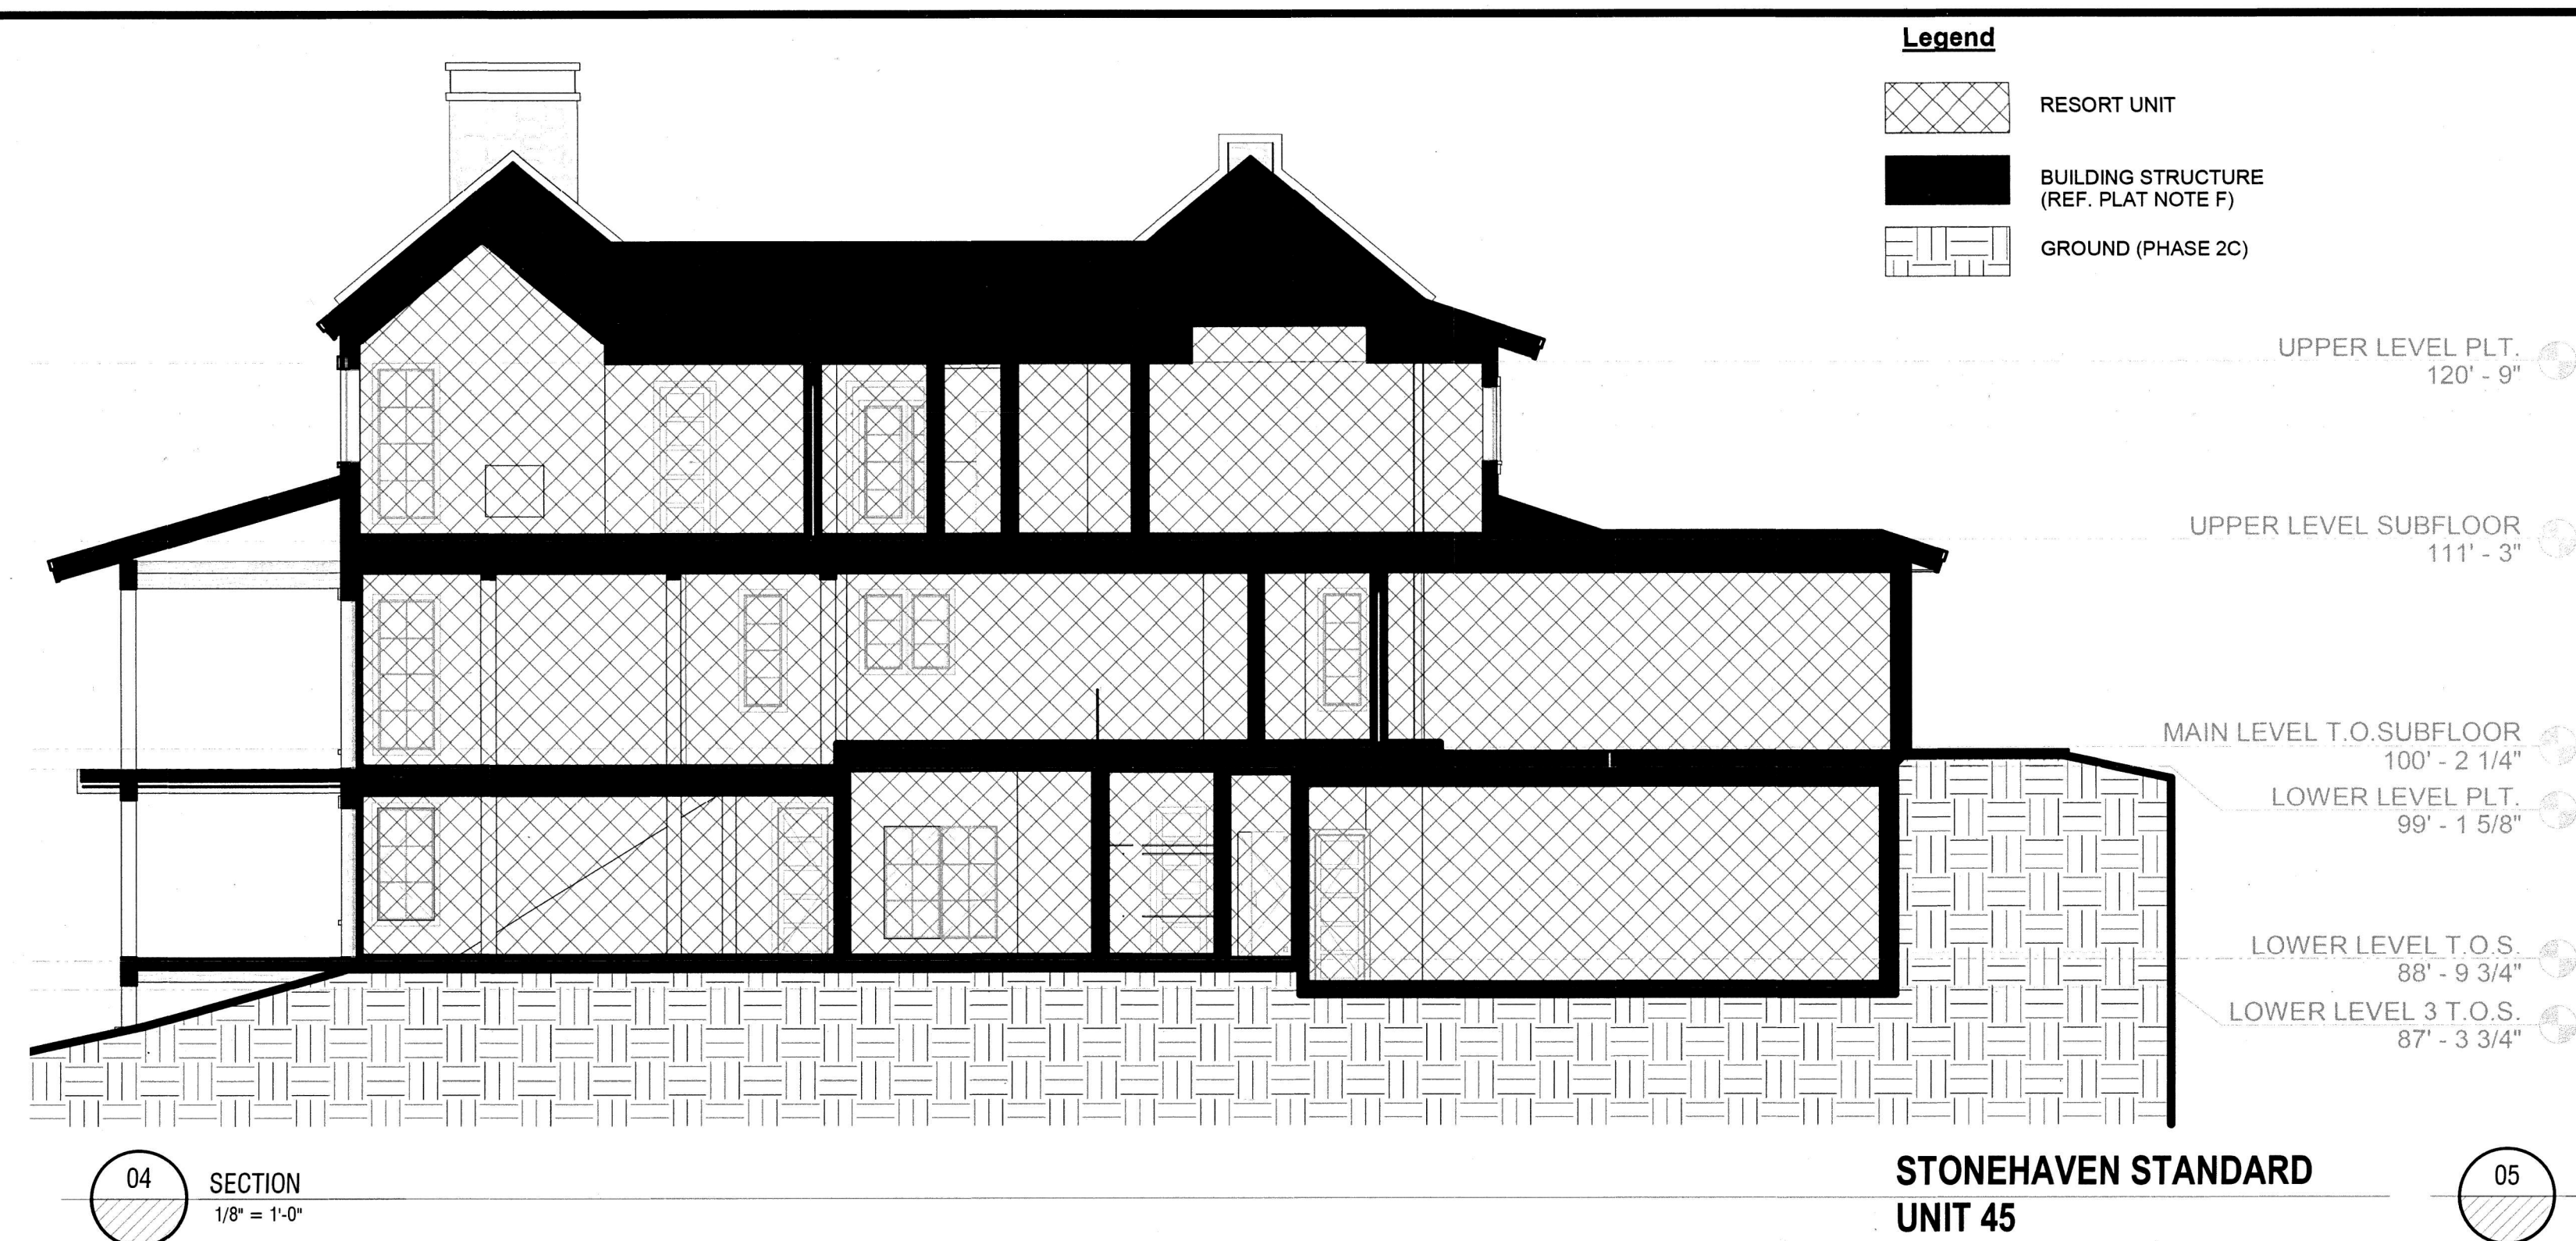 Legend
RESORT UNIT
BUILDING STRUCTURE
(REF. PLAT NOTE F)
GROUND (PHASE 2C)
UPPER LEVEL PLT.
120' - 9"
UPPER LEVEL SUBFLOOR
111' - 3"
MAIN LEVEL T.O.SUBFLOOR
100' - 2 1/4"
LOWER LEVEL PLT.
99' - 1 5/8"
LOWER LEVEL T.O.S.
88' - 9 3/4"
LOWER LEVEL 3 T.O.S.
87' - 3 3/4"
04
SECTION
1/8" = 1'-0"
STONEHAVEN STANDARD
UNIT 45
05